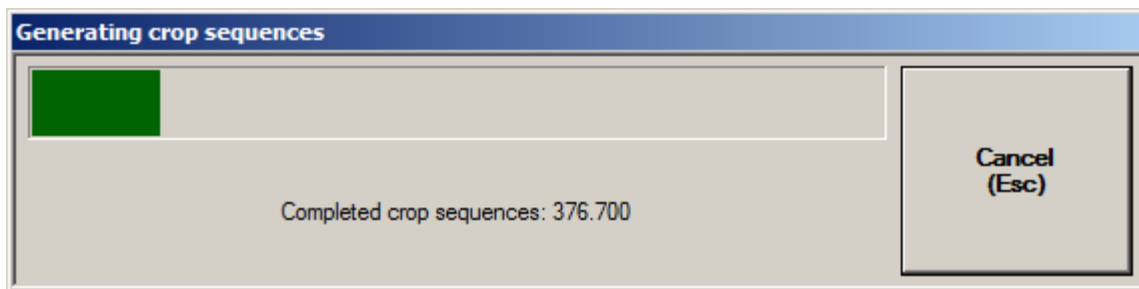 Generating crop sequences
Completed crop sequences: 376.700
Cancel
(Esc)